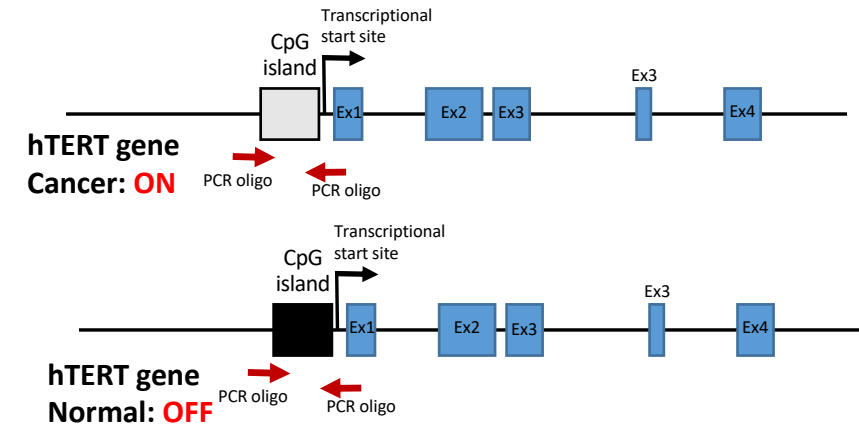 Transcriptional
start site
CpG
island
Ex1
Ex2
Ex3
Ex3
Ex4
hTERT gene
Cancer: ON
PCR oligo
PCR oligo
Transcriptional
start site
CpG
island
Ex1
Ex2
Ex3
Ex3
Ex4
hTERT gene
Normal: OFF
PCR oligo
PCR oligo